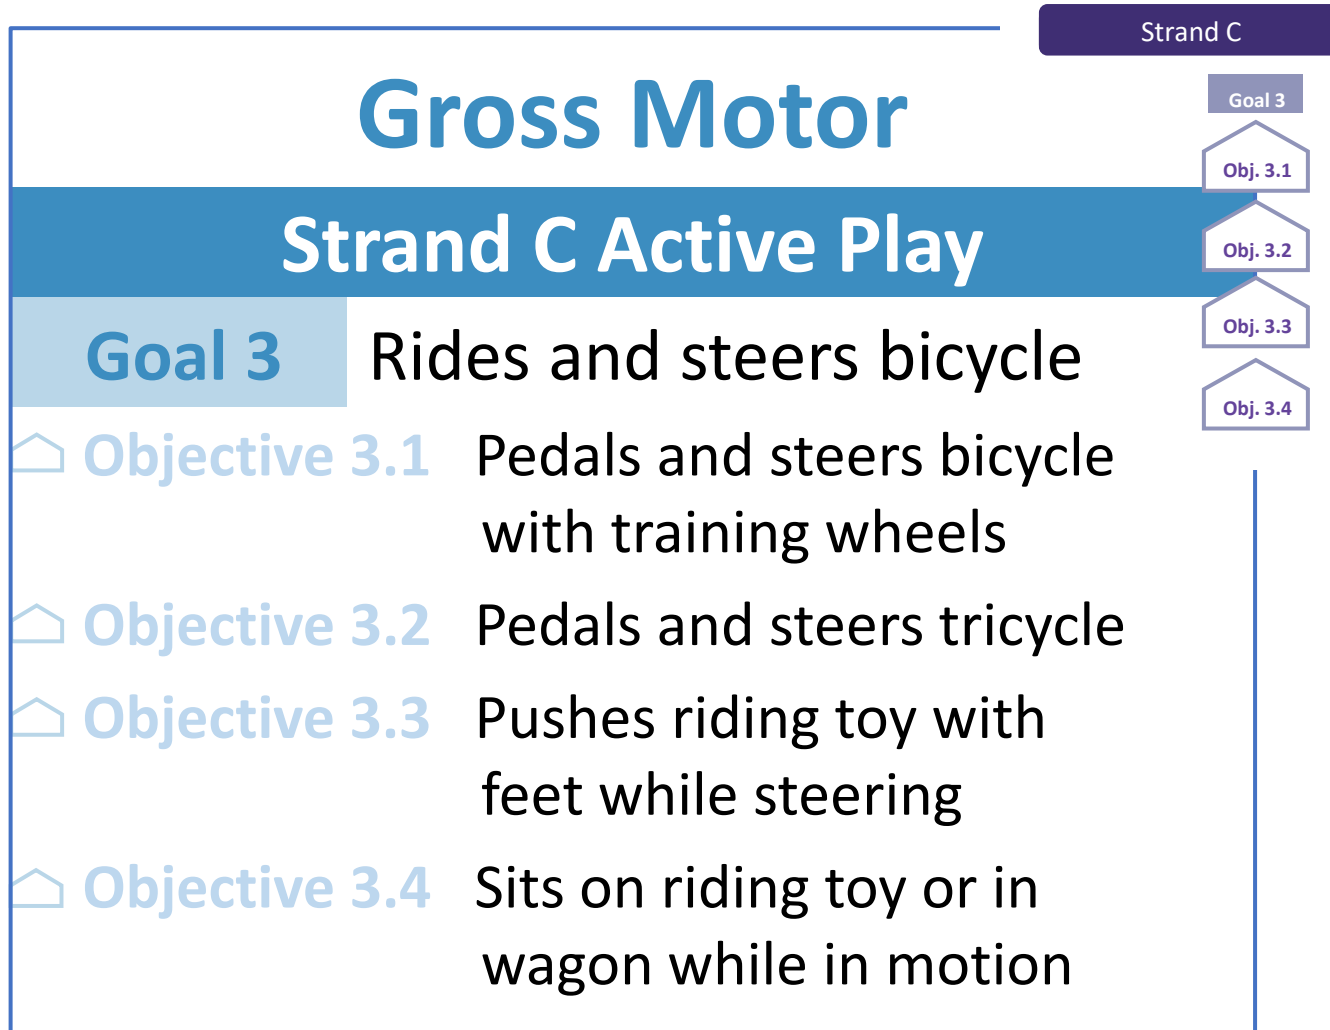 Strand C
Gross Motor
Goal 3
Obj. 3.1
Obj. 3.2
Obj. 3.3
Obj. 3.4
Strand C Active Play
Goal 3 Rides and steers bicycle
Objective 3.1 Pedals and steers bicycle
with training wheels
Objective 3.2 Pedals and steers tricycle
Objective 3.3 Pushes riding toy with
feet while steering
Objective 3.4 Sits on riding toy or in
wagon while in motion